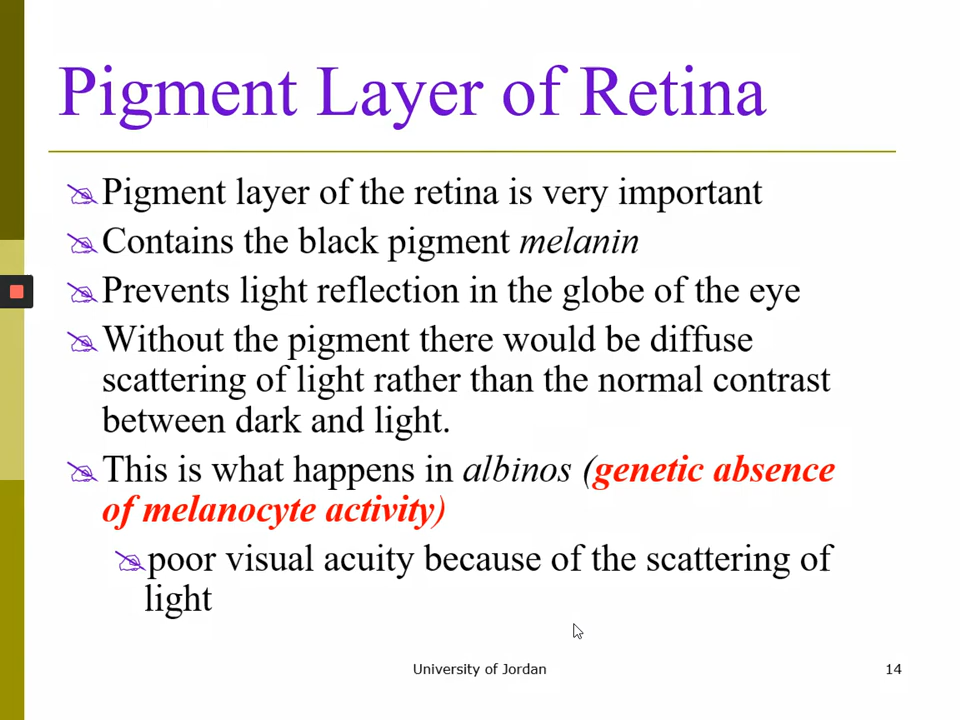 Pigment Layer of Retina
Pigment layer of the retina is very important
Contains the black pigment melanin
Prevents light reflection in the globe of the eye
Without the pigment there would be diffuse
scattering of light rather than the normal contrast
between dark and light.
This is what happens in albinos (genetic absence
of melanocyte activity)
poor visual acuity because of the scattering of
light
University of Jordan
14